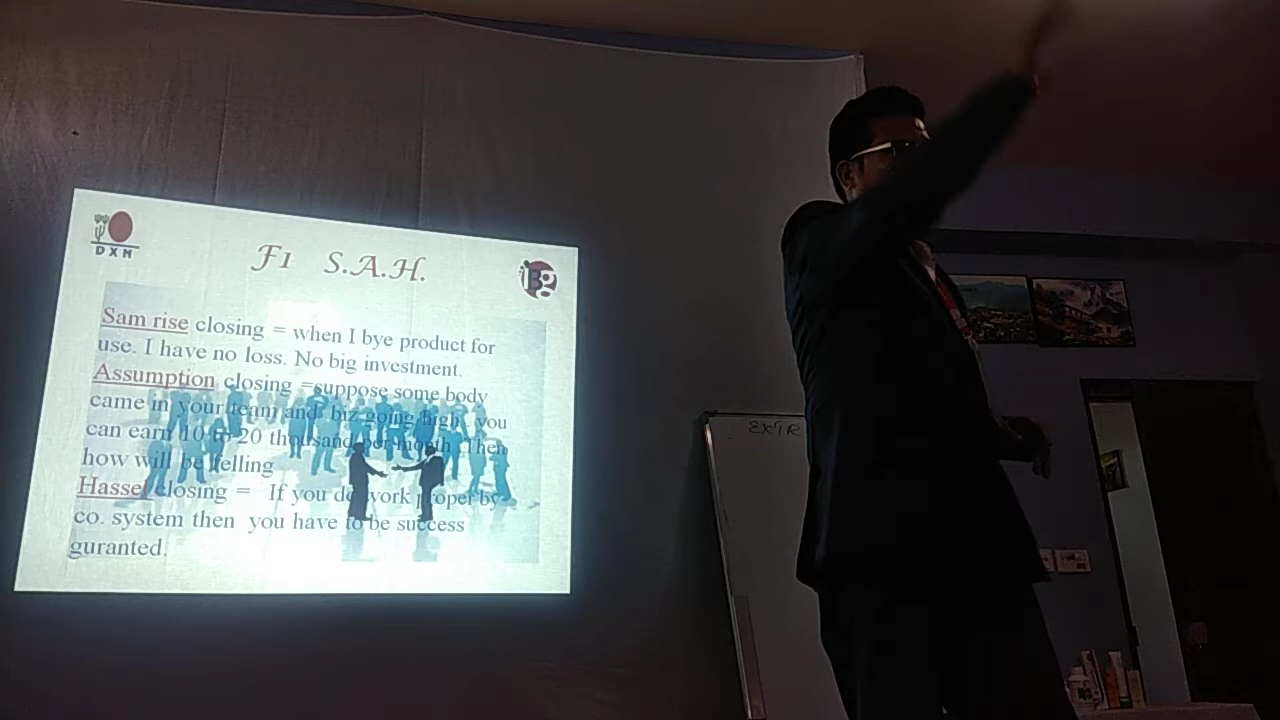 DXN
F1 S.A.H.
Bg
Sam rise closing = when I bye product for
use. I have no loss. No big investment.
Assumption closing =suppose some body
came in your team and biz going high you
can earn 10 to 20 thousand per month Then
how will be felling
Hassel closing = If you do work proper by
co. system then you have to be success
guranted.
EXTR